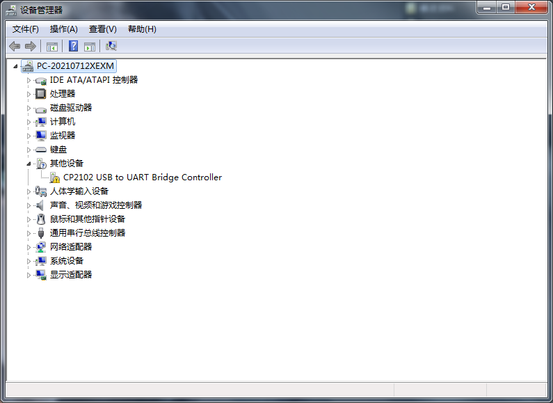 设备管理器
文件(F) 操作(A) 查看(V) 帮助(H)
PC-20210712XEXM
IDE ATA/ATAPI 控制器
处理器
磁盘驱动器
计算机
监视器
键盘
其他设备
CP2102 USB to UART Bridge Controller
人体学输入设备
声音、视频和游戏控制器
鼠标和其他指针设备
通用串行总线控制器
网络适配器
系统设备
显示适配器